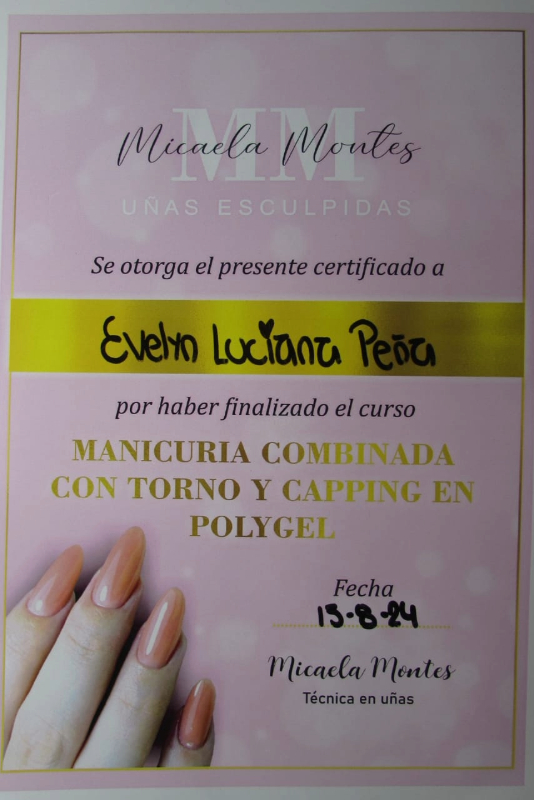 MM
Micaela Montes
UÑAS ESCULPIDAS
Se otorga el presente certificado a
Evelyn Luciana Peña
por haber finalizado el curso
MANICURIA COMBINADA
CON TORNO Y CAPPING EN
POLYGEL
Fecha
15-8-24
Micaela Montes
Técnica en uñas